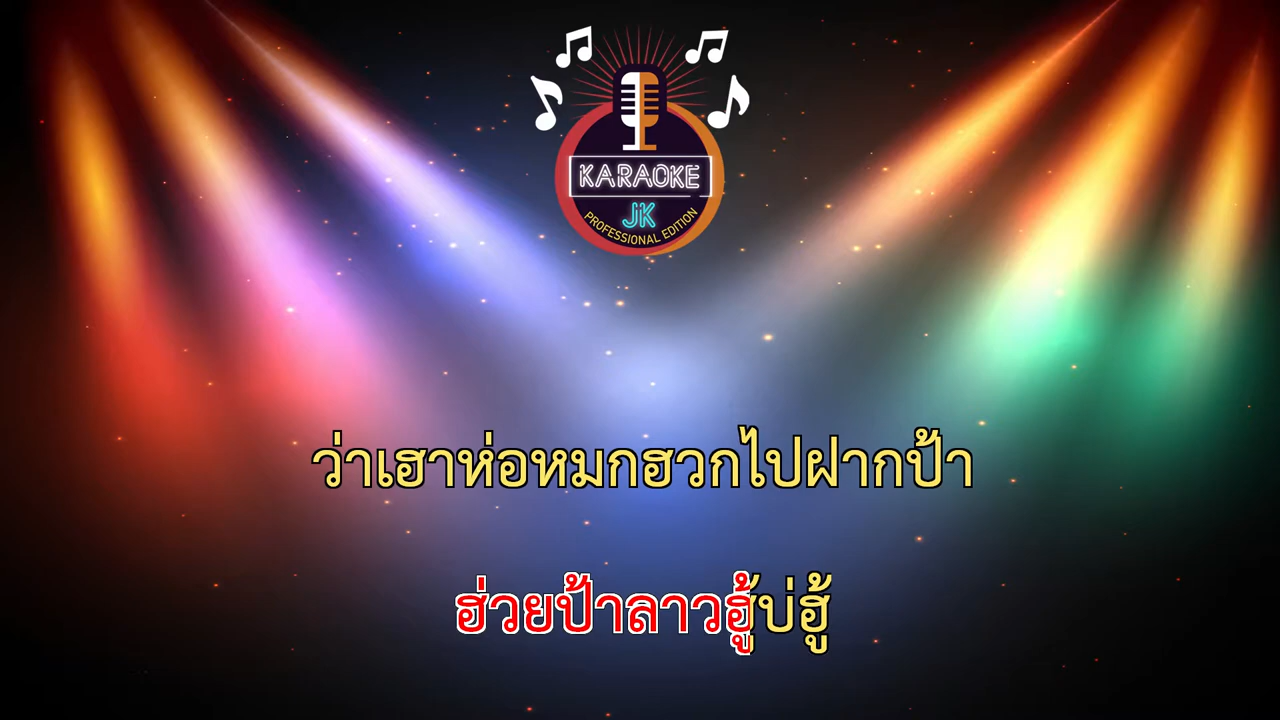 KARAOKE
JK
PROFESSIONAL EDITION
ว่าเฮาห่อหมกฮวกไปฝากป้า
ฮ่วยป้าลาวฮู้บ่ฮู้